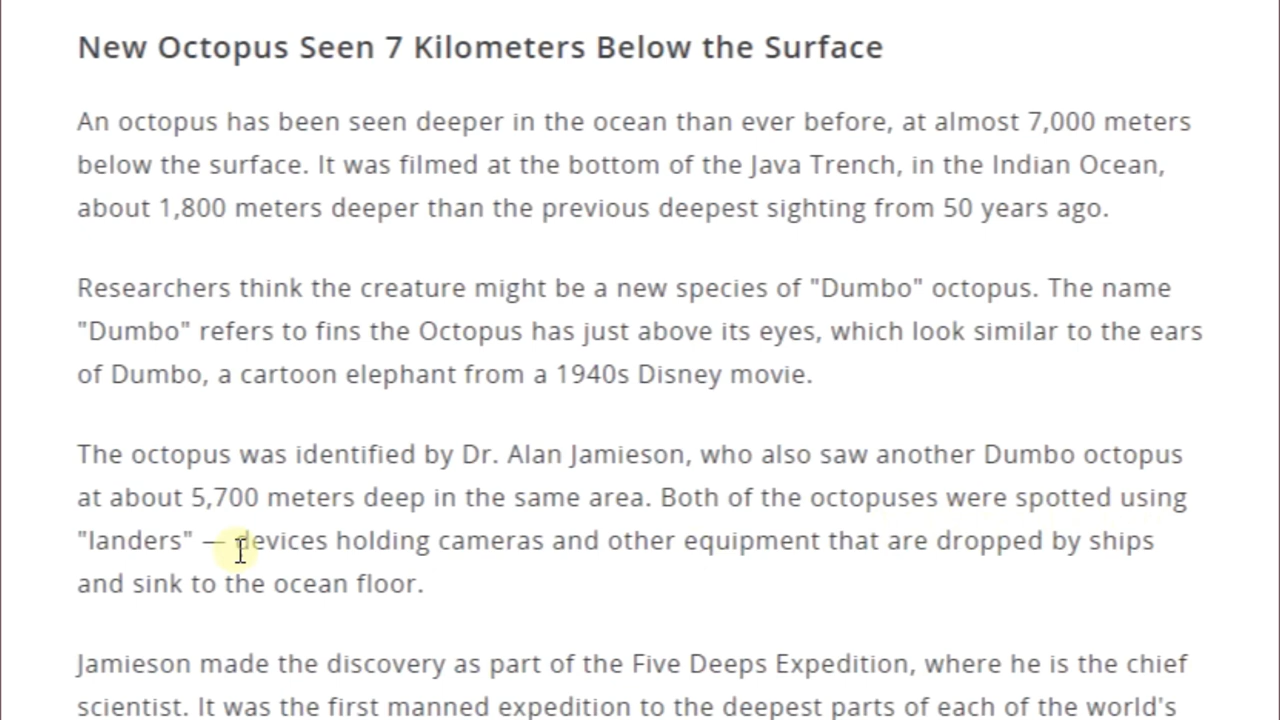 New Octopus Seen 7 Kilometers Below the Surface
An octopus has been seen deeper in the ocean than ever before, at almost 7,000 meters
below the surface. It was filmed at the bottom of the Java Trench, in the Indian Ocean,
about 1,800 meters deeper than the previous deepest sighting from 50 years ago.
Researchers think the creature might be a new species of "Dumbo" octopus. The name
"Dumbo" refers to fins the Octopus has just above its eyes, which look similar to the ears
of Dumbo, a cartoon elephant from a 1940s Disney movie.
The octopus was identified by Dr. Alan Jamieson, who also saw another Dumbo octopus
at about 5,700 meters deep in the same area. Both of the octopuses were spotted using
"landers" — devices holding cameras and other equipment that are dropped by ships
and sink to the ocean floor.
Jamieson made the discovery as part of the Five Deeps Expedition, where he is the chief
scientist. It was the first manned expedition to the deepest parts of each of the world's